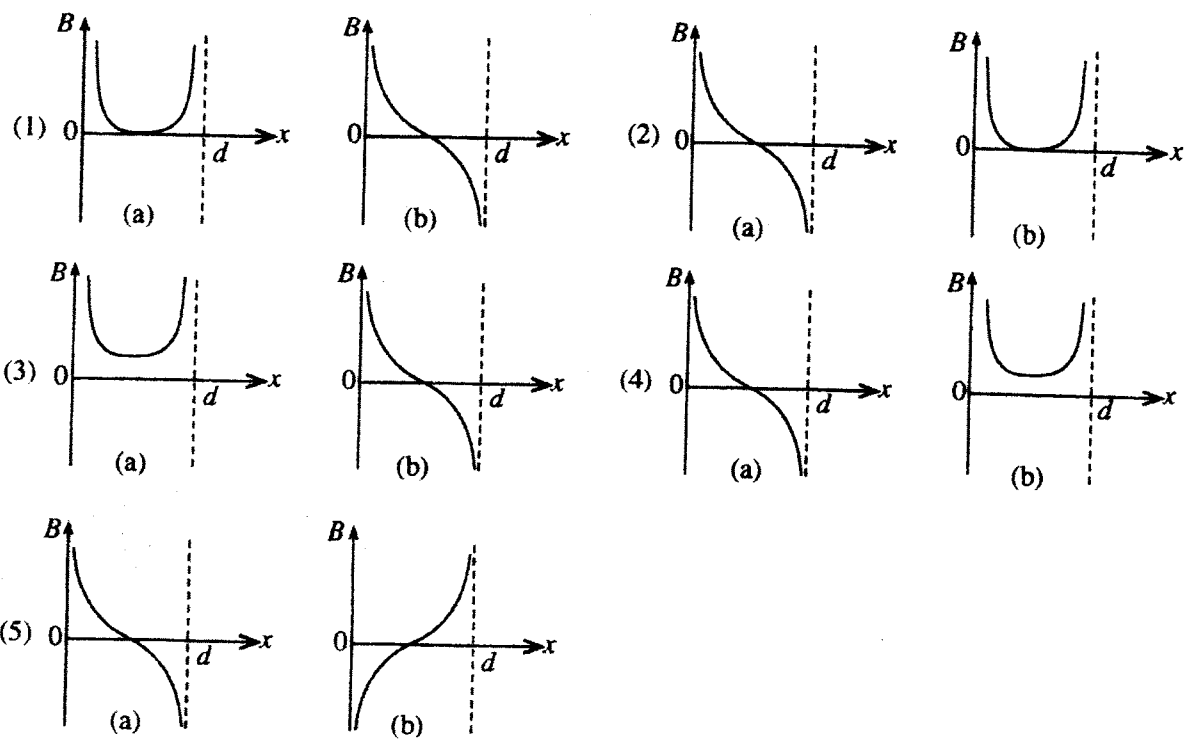 B B B B
(1) 0 d x 0 d x (2) 0 d x 0 d x
(a) (b) (a) (b)
B B B B
(3) 0 d x 0 d x (4) 0 d x 0 d x
(a) (b) (a) (b)
B B
(5) 0 d x 0 d x
(a) (b)